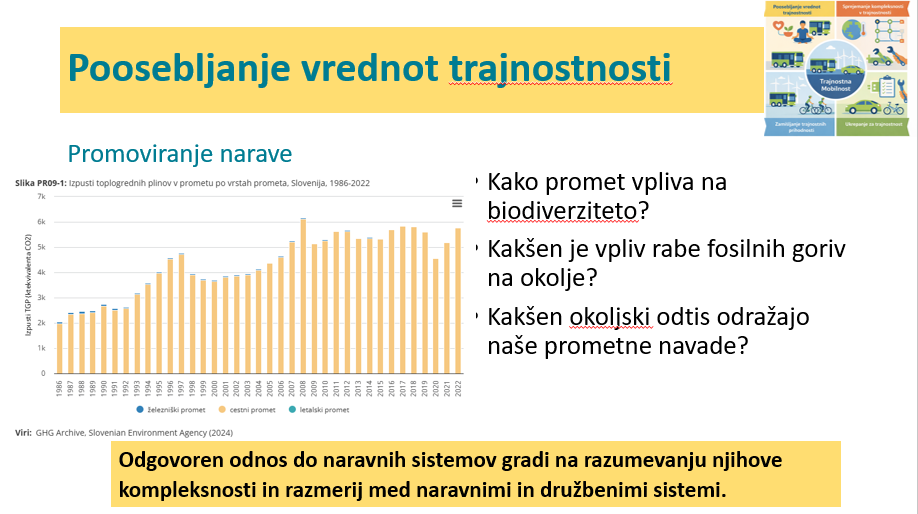 Poosebljanje vrednot trajnostnosti
Poosebljanje vrednot
trajnostnosti
Sprejemanje kompleksnosti
v trajnostnosti
Trajnostna
Mobilnost
Zamišljanje trajnostnih
prihodnosti
Ukrepanje za trajnostnost
Promoviranje narave
Slika PR09-1: Izpusti toplogrednih plinov v prometu po vrstah prometa, Slovenija, 1986-2022
Izpusti TGP (ktekvivalenta CO2)
7k
6k
5k
4k
3k
2k
1k
0
1986 1987 1988 1989 1990 1991 1992 1993 1994 1995 1996 1997 1998 1999 2000 2001 2002 2003 2004 2005 2006 2007 2008 2009 2010 2011 2012 2013 2014 2015 2016 2017 2018 2019 2020 2021 2022
železniški promet cestni promet letalski promet
Viri: GHG Archive, Slovenian Environment Agency (2024)
• Kako promet vpliva na
biodiverziteto?
• Kakšen je vpliv rabe fosilnih goriv
na okolje?
• Kakšen okoljski odtis odražajo
naše prometne navade?
Odgovoren odnos do naravnih sistemov gradi na razumevanju njihove
kompleksnosti in razmerij med naravnimi in družbenimi sistemi.